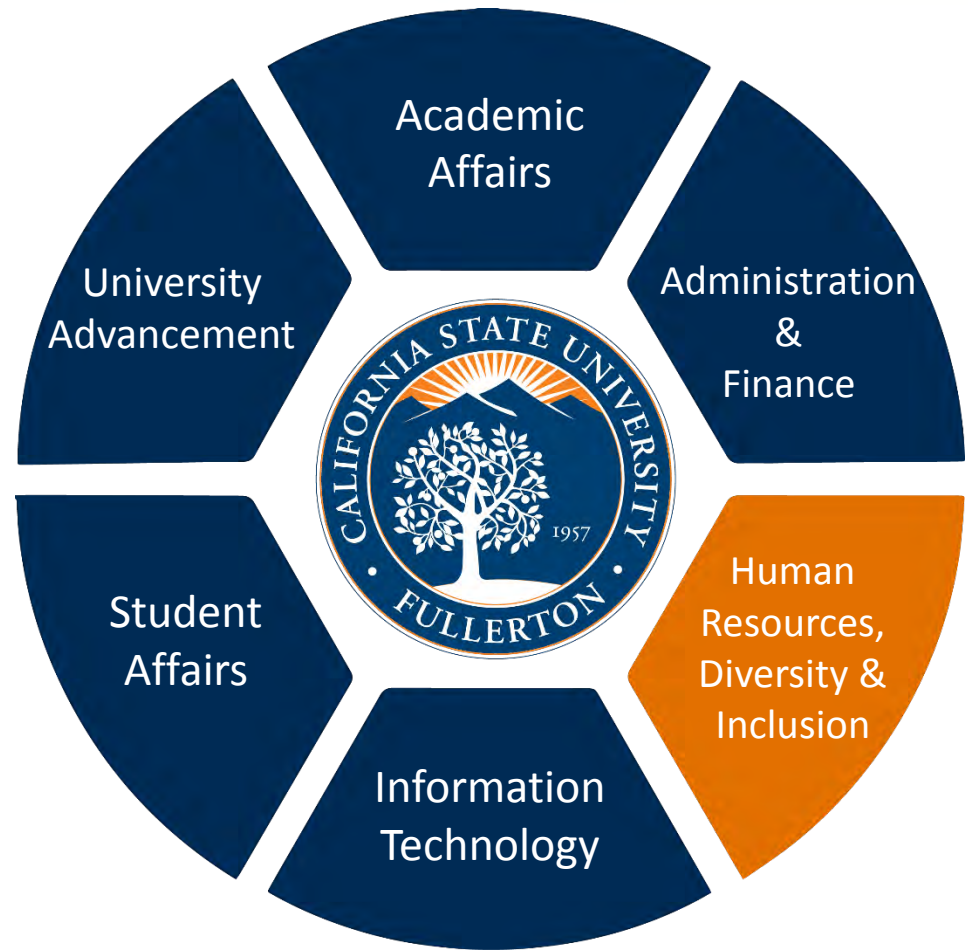 Academic
Affairs
Administration
&
Finance
Human
Resources,
Diversity &
Inclusion
Information
Technology
Student
Affairs
University
Advancement
CALIFORNIA STATE UNIVERSITY
FULLERTON
1957